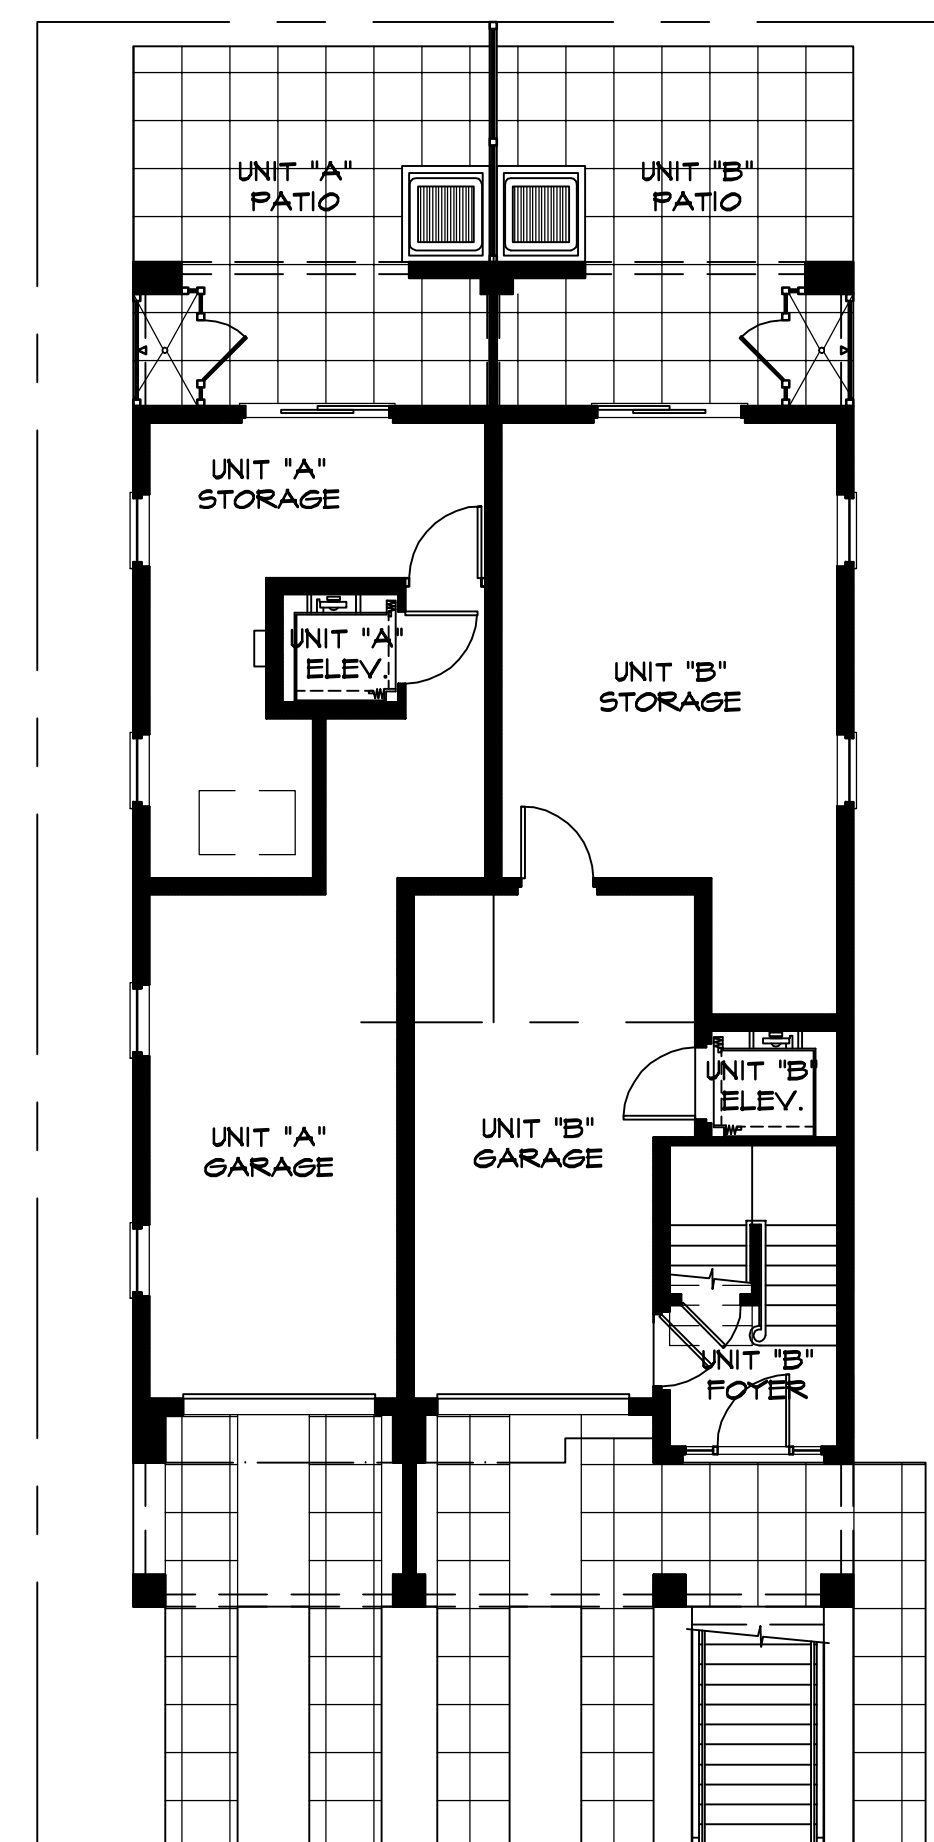 UNIT "A"
PATIO
UNIT "B"
PATIO
UNIT "A"
STORAGE
UNIT "A"
ELEV.
UNIT "B"
STORAGE
UNIT "B"
ELEV.
UNIT "A"
GARAGE
UNIT "B"
GARAGE
UNIT "B"
FOYER